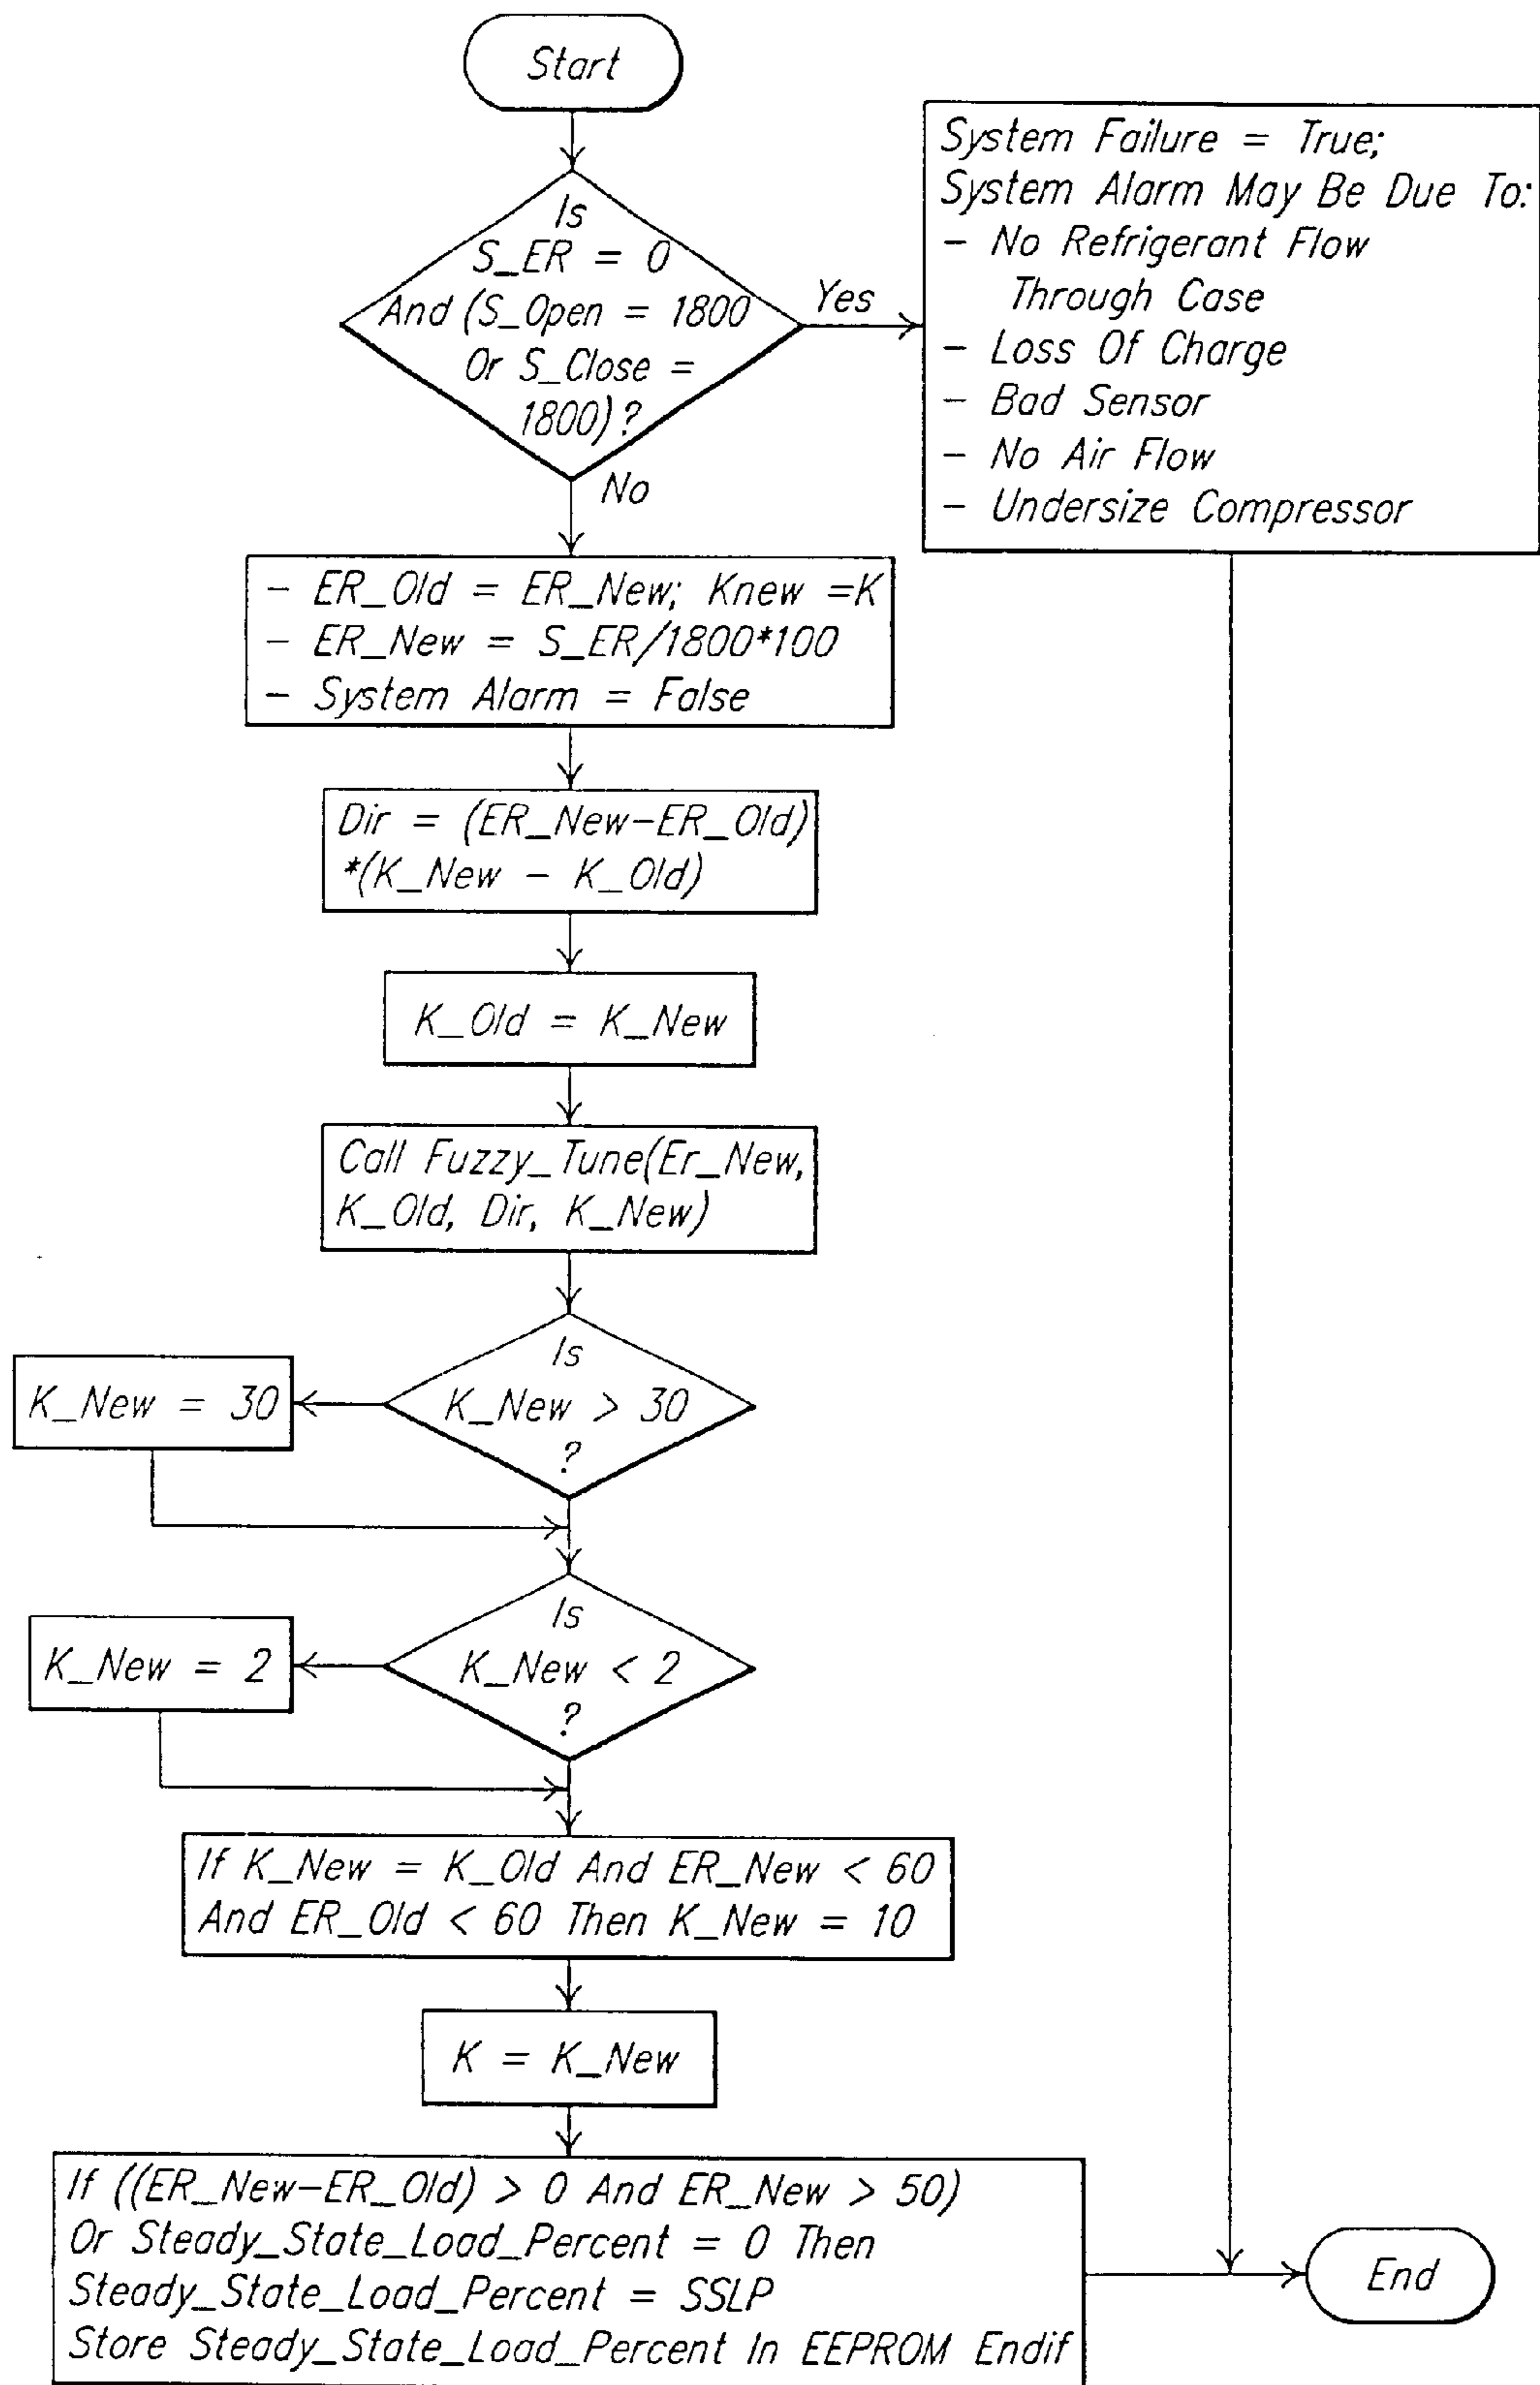 Start
Is
S_ER = 0
And (S_Open = 1800
Or S_Close =
1800)?
Yes
No
System Failure = True;
System Alarm May Be Due To:
- No Refrigerant Flow
Through Case
- Loss Of Charge
- Bad Sensor
- No Air Flow
- Undersize Compressor
- ER_Old = ER_New; Knew =K
- ER_New = S_ER/1800*100
- System Alarm = False
Dir = (ER_New-ER_Old)
*(K_New - K_Old)
K_Old = K_New
Call Fuzzy_Tune(Er_New,
K_Old, Dir, K_New)
Is
K_New > 30
?
K_New = 30
Is
K_New < 2
?
K_New = 2
If K_New = K_Old And ER_New < 60
And ER_Old < 60 Then K_New = 10
K = K_New
If ((ER_New-ER_Old) > 0 And ER_New > 50)
Or Steady_State_Load_Percent = 0 Then
Steady_State_Load_Percent = SSLP
Store Steady_State_Load_Percent In EEPROM Endif
End